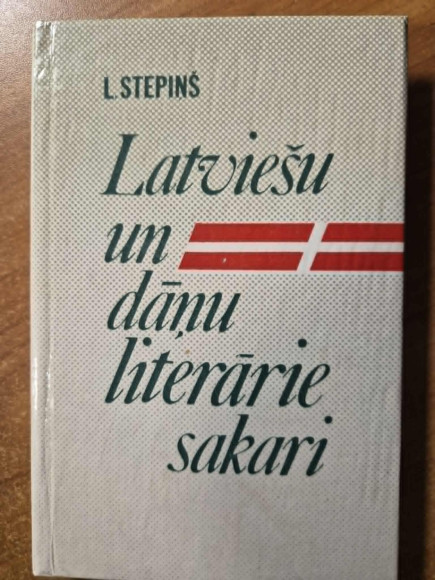 L. STEPIŅŠ
Latviešu
un
dāņu
literārie
sakari